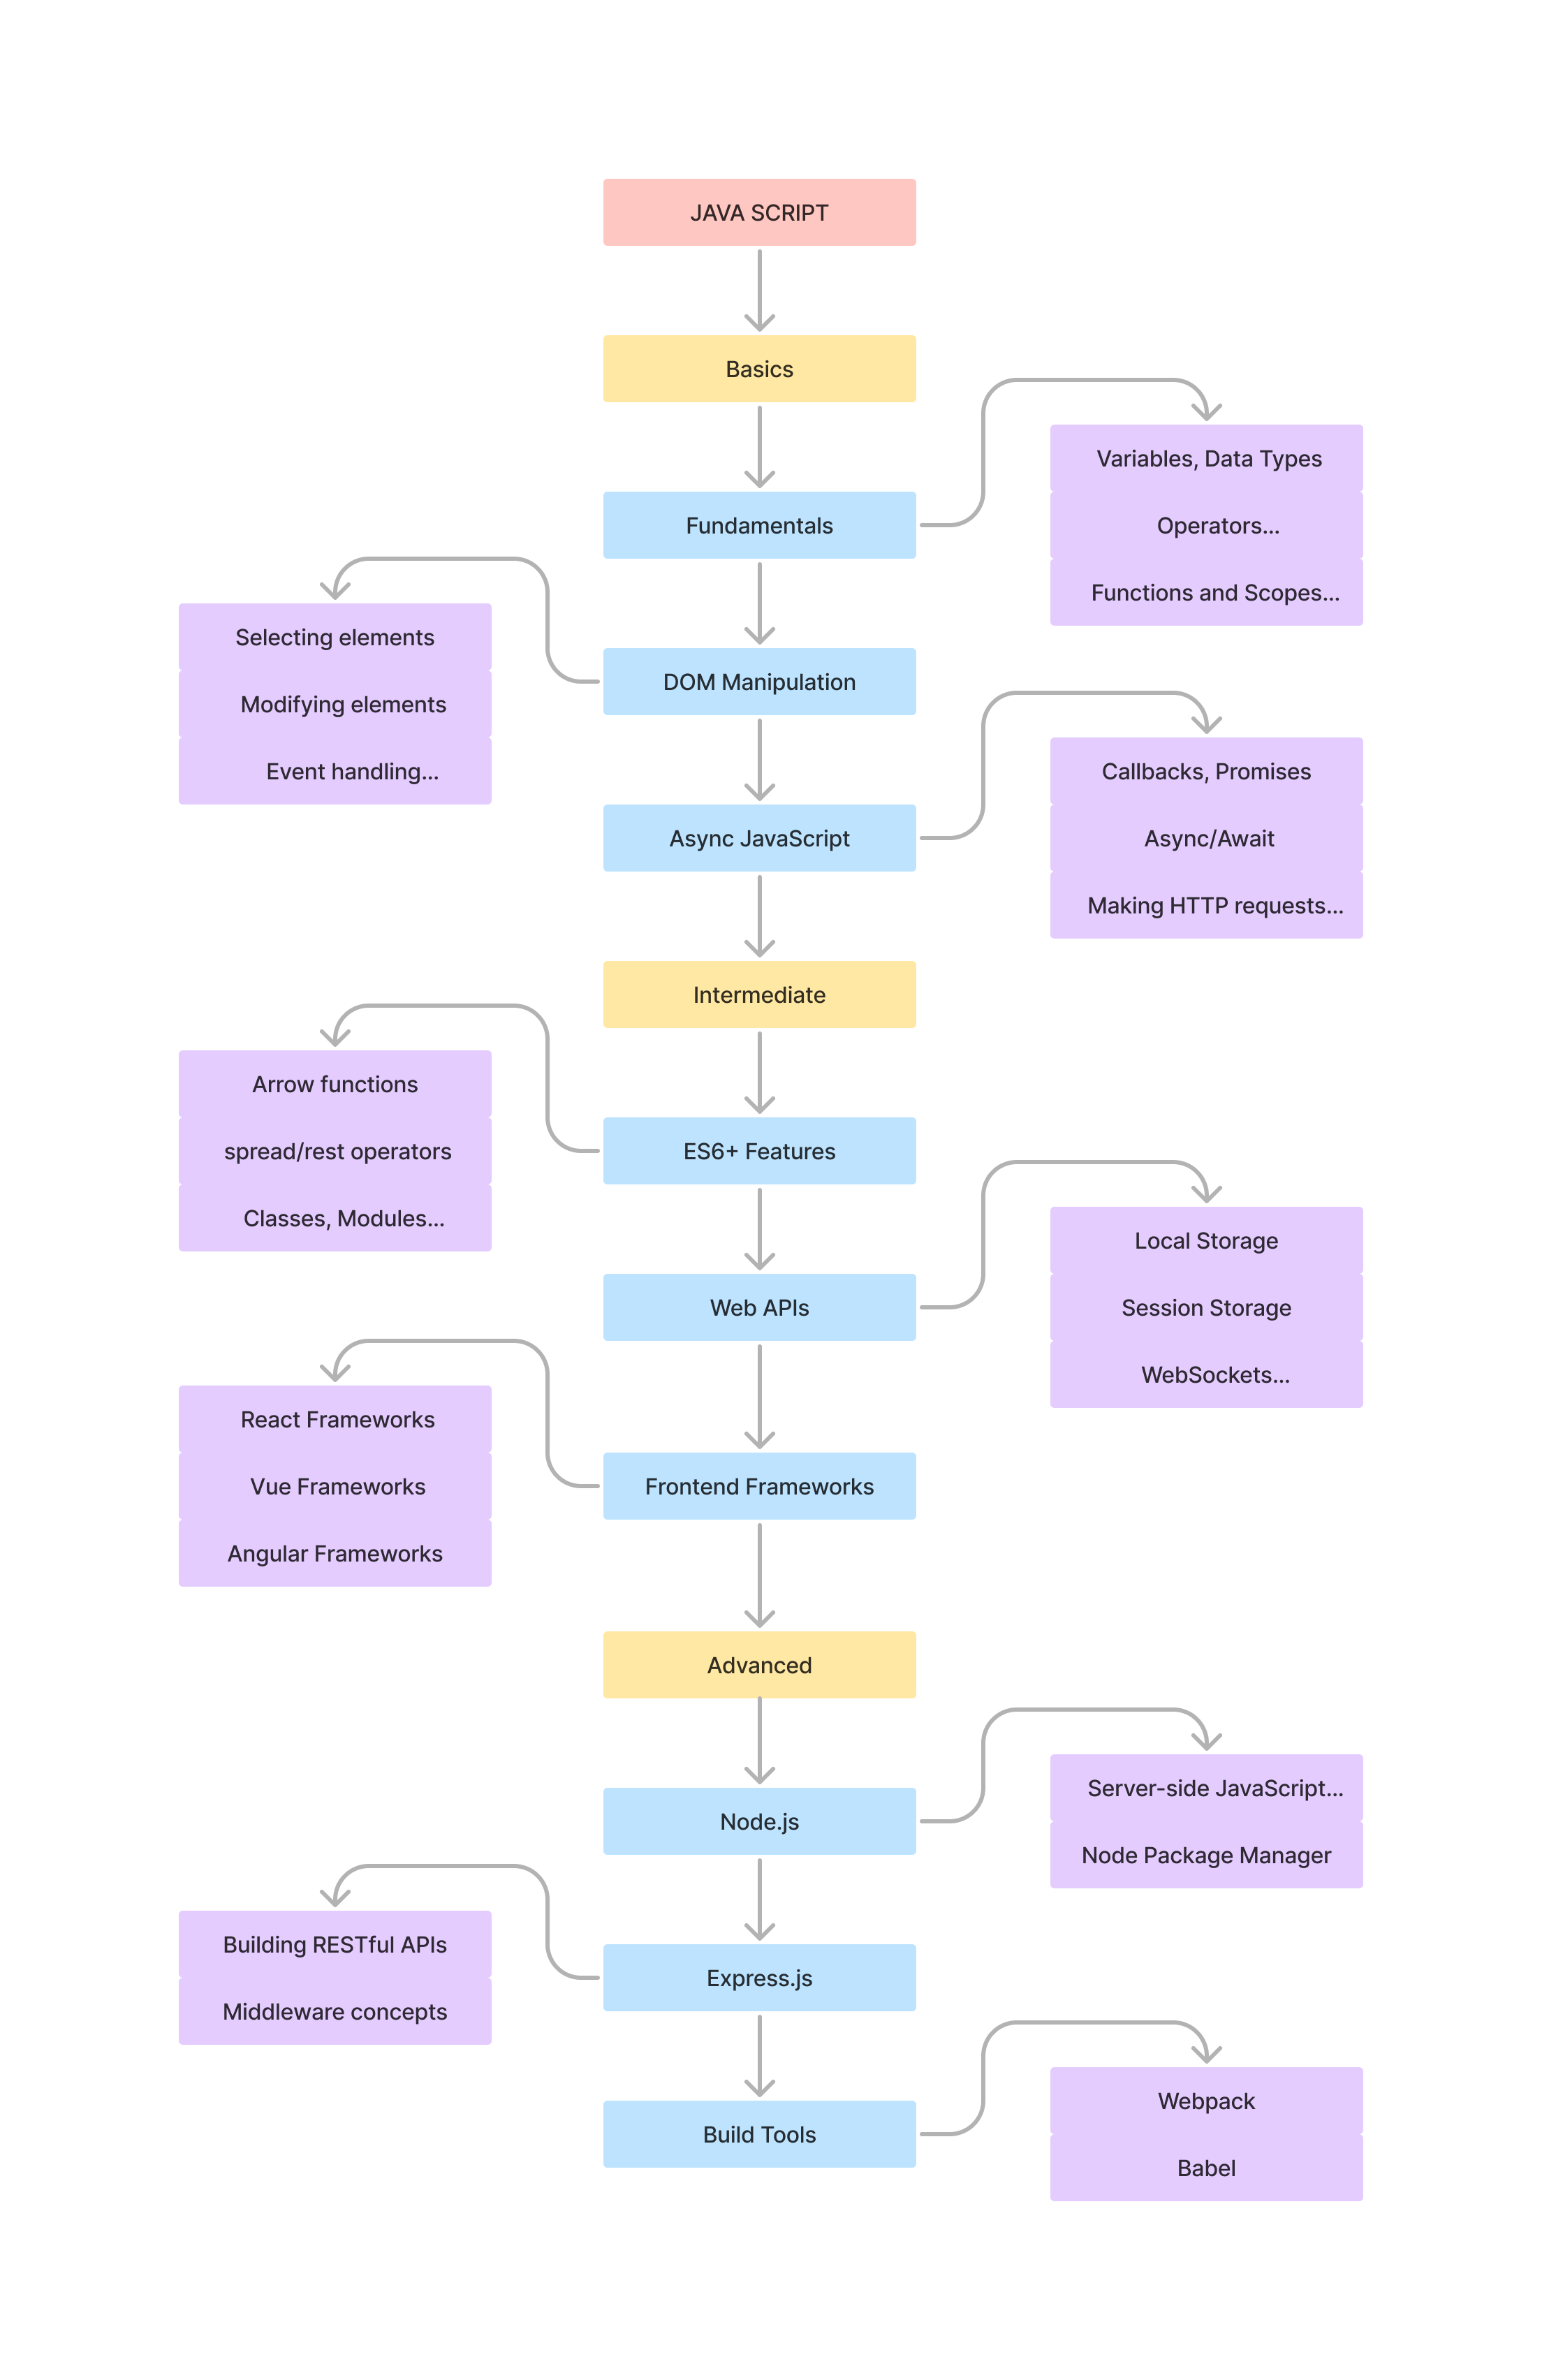 JAVA SCRIPT
Basics
Fundamentals
Variables, Data Types
Operators...
Functions and Scopes...
DOM Manipulation
Selecting elements
Modifying elements
Event handling...
Async JavaScript
Callbacks, Promises
Async/Await
Making HTTP requests...
Intermediate
ES6+ Features
Arrow functions
spread/rest operators
Classes, Modules...
Web APIs
Local Storage
Session Storage
WebSockets...
Frontend Frameworks
React Frameworks
Vue Frameworks
Angular Frameworks
Advanced
Node.js
Server-side JavaScript...
Node Package Manager
Express.js
Building RESTful APIs
Middleware concepts
Build Tools
Webpack
Babel